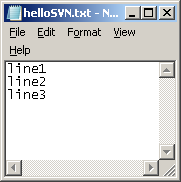 helloSVN.txt - N...
File Edit Format View
Help
line1
line2
line3